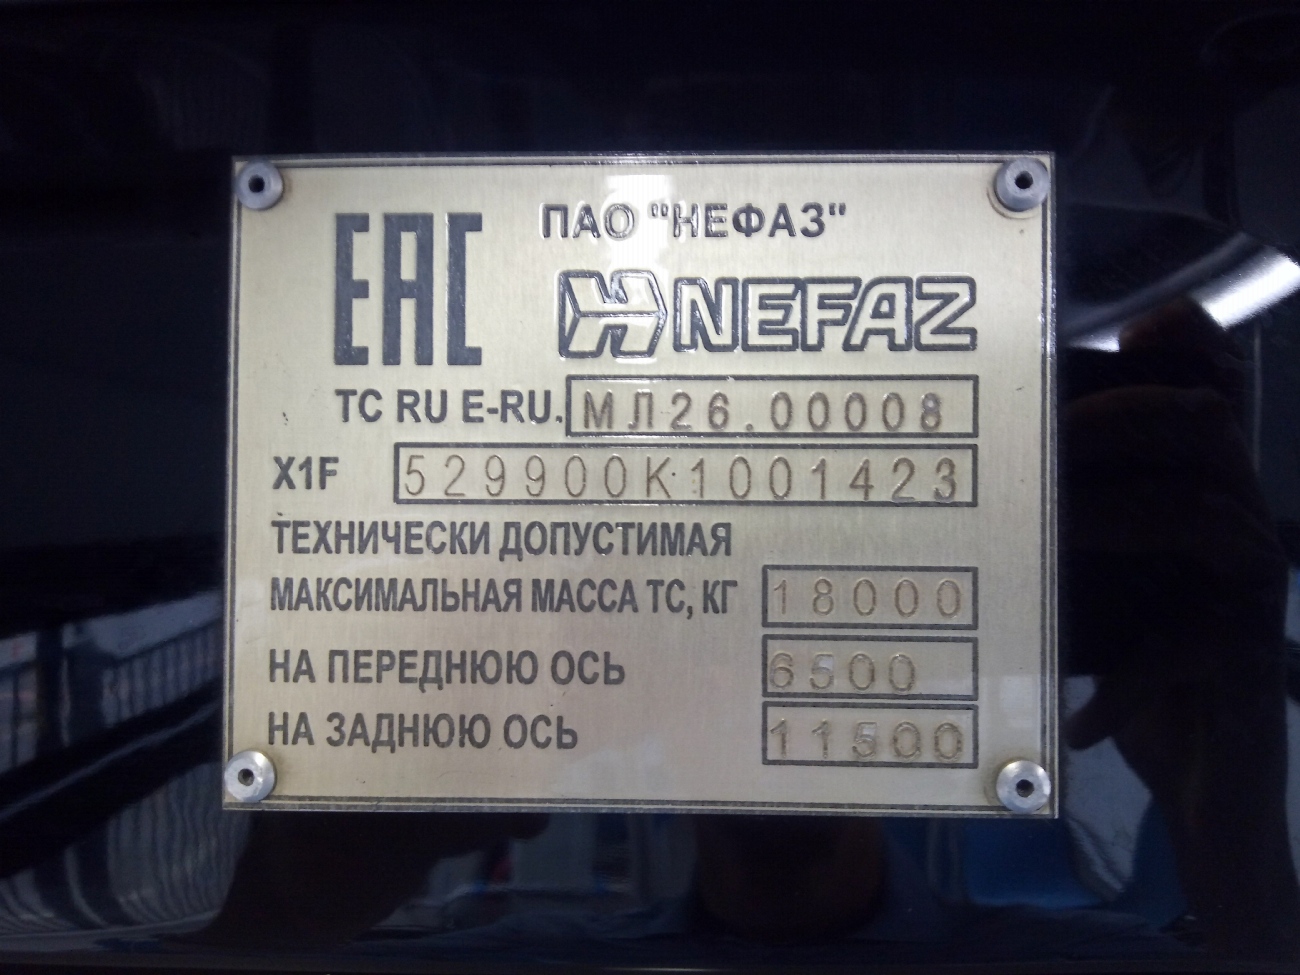 ЕАС
ПАО "НЕФАЗ"
NEFAZ
ТС RU E-RU. МЛ26.00008
X1F 529900K1001423
ТЕХНИЧЕСКИ ДОПУСТИМАЯ
МАКСИМАЛЬНАЯ МАССА ТС, КГ 18000
НА ПЕРЕДНЮЮ ОСЬ 6500
НА ЗАДНЮЮ ОСЬ 11500